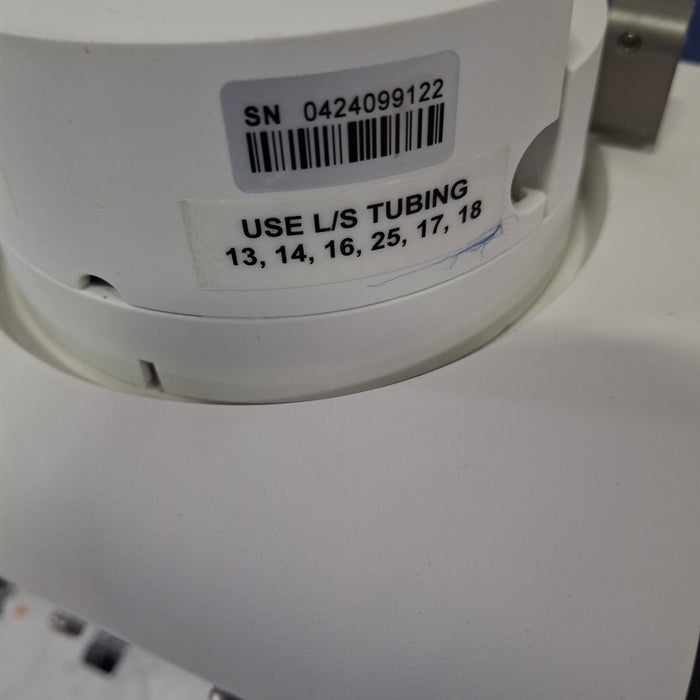 SN 0424099122
USE L/S TUBING
13, 14, 16, 25, 17, 18